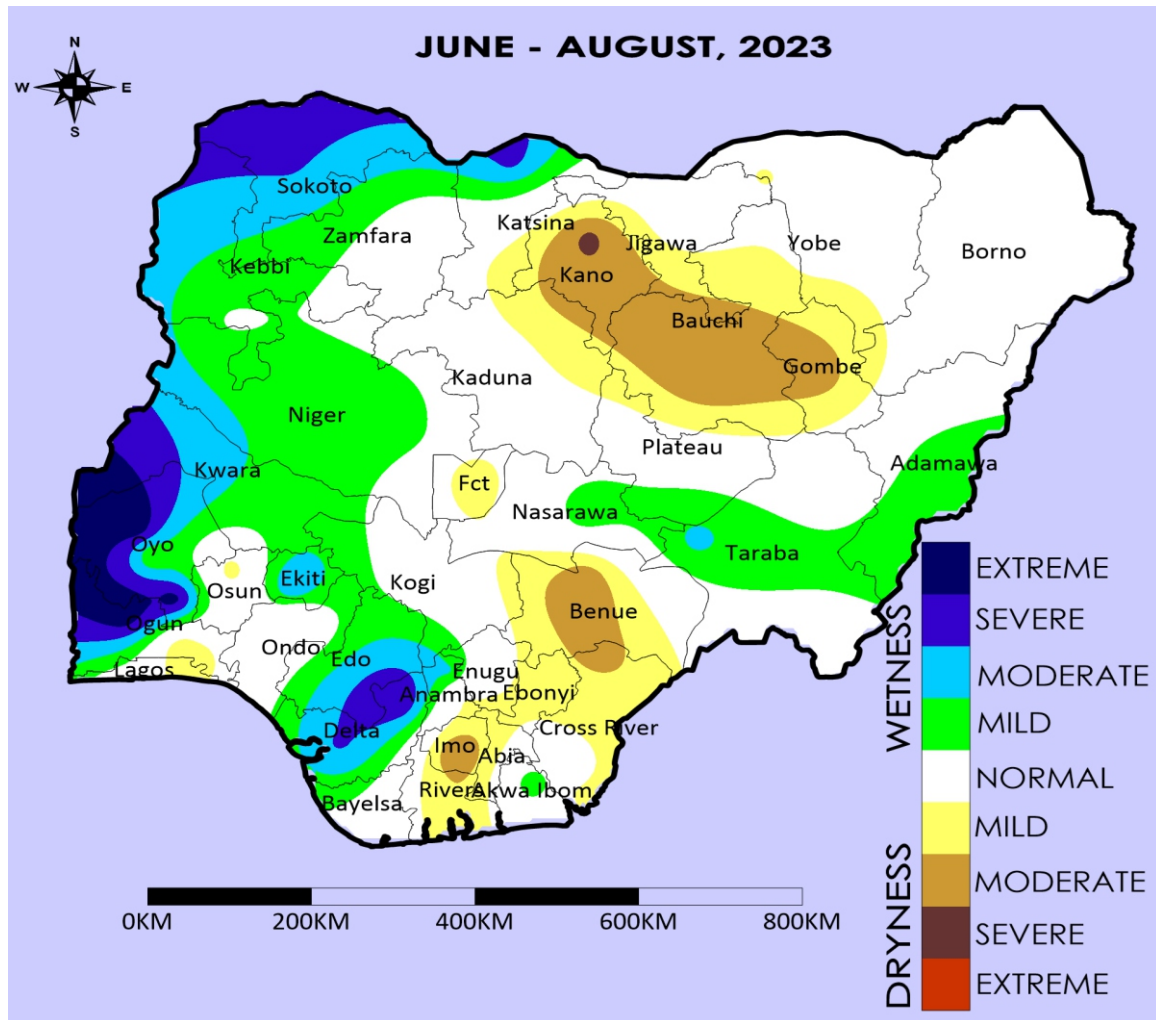 JUNE - AUGUST, 2023
N
W E
S
Sokoto
Katsina
Zamfara
Jigawa
Yobe
Borno
Kebbi
Kano
Bauchi
Gombe
Kaduna
Niger
Plateau
Adamawa
Kwara
Fct
Nasarawa
Oyo
Taraba
Ekiti
Kogi
Osun
Benue
Ogun
Ondo
Edo
Lagos
Enugu
Anambra
Ebonyi
Delta
Cross River
Imo
Abia
Rivers
Akwa Ibom
Bayelsa
WETNESS
EXTREME
SEVERE
MODERATE
MILD
NORMAL
DRYNESS
MILD
MODERATE
SEVERE
EXTREME
0KM 200KM 400KM 600KM 800KM